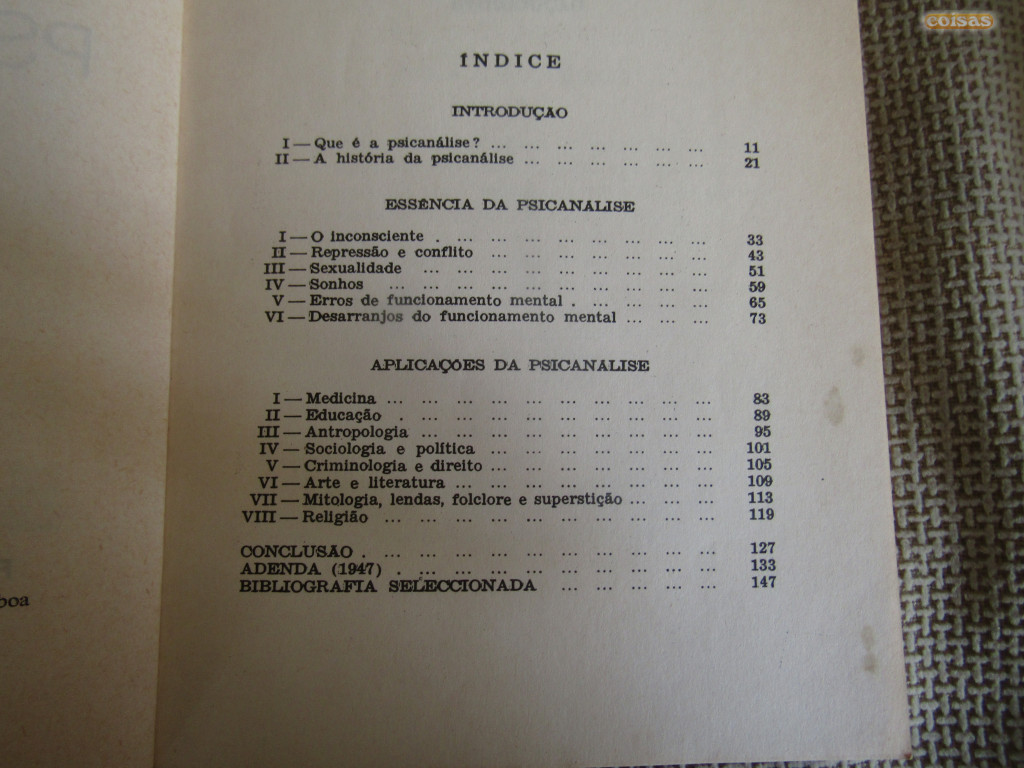 coisas
PS
ÍNDICE
INTRODUÇÃO
I — Que é a psicanálise? ... ... ... ... ... ... ... 11
II — A história da psicanálise ... ... ... ... ... ... 21
ESSÊNCIA DA PSICANALISE
I — O inconsciente . ... ... ... ... ... ... ... ... 33
II — Repressão e conflito ... ... ... ... ... ... ... 43
III — Sexualidade ... ... ... ... ... ... ... ... ... 51
IV — Sonhos ... ... ... ... ... ... ... ... ... ... 59
V — Erros de funcionamento mental . ... ... ... ... 65
VI — Desarranjos do funcionamento mental ... ... ... 73
APLICAÇÕES DA PSICANALISE
I — Medicina ... ... ... ... ... ... ... ... ... ... 83
II — Educação . ... ... ... ... ... ... ... ... ... 89
III — Antropologia ... ... ... ... ... ... ... ... ... 95
IV — Sociologia e política ... ... ... ... ... ... ... 101
V — Criminologia e direito ... ... ... ... ... ... ... 105
VI — Arte e literatura ... ... ... ... ... ... ... ... 109
VII — Mitologia, lendas, folclore e superstição ... ... ... 113
VIII — Religião ... ... ... ... ... ... ... ... ... ... 119
CONCLUSÃO . ... ... ... ... ... ... ... ... ... ... 127
ADENDA (1947) . ... ... ... ... ... ... ... ... ... 133
BIBLIOGRAFIA SELECCIONADA ... ... ... ... ... 147
boa